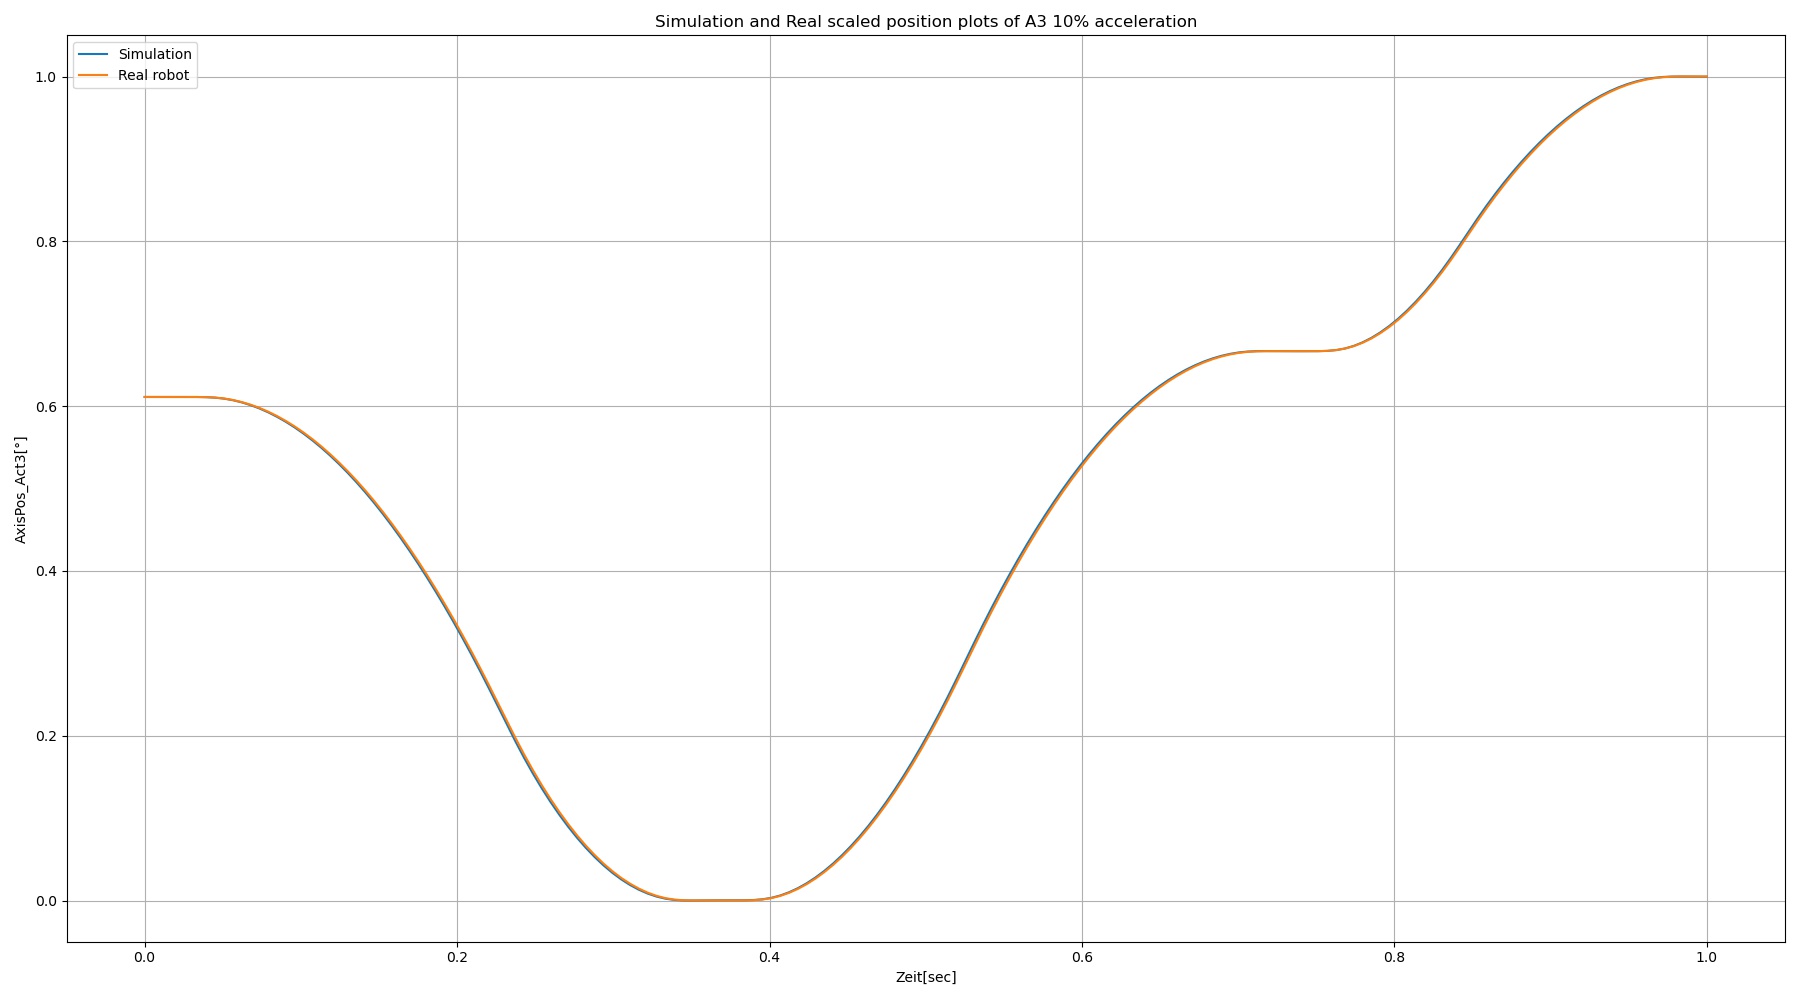 Simulation and Real scaled position plots of A3 10% acceleration
Simulation
Real robot
1.0
0.8
0.6
0.4
0.2
0.0
AxisPos_Act3[°]
0.0 0.2 0.4 0.6 0.8 1.0
Zeit[sec]